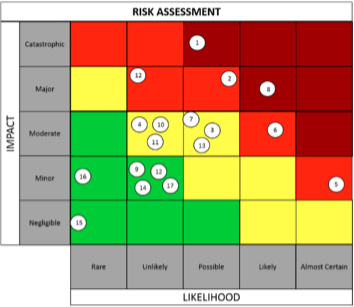 RISK ASSESSMENT
IMPACT
Catastrophic
1
Major
12
2
8
Moderate
4
10
11
7
3
13
6
Minor
16
9
12
14
17
5
Negligible
15
Rare
Unlikely
Possible
Likely
Almost Certain
LIKELIHOOD